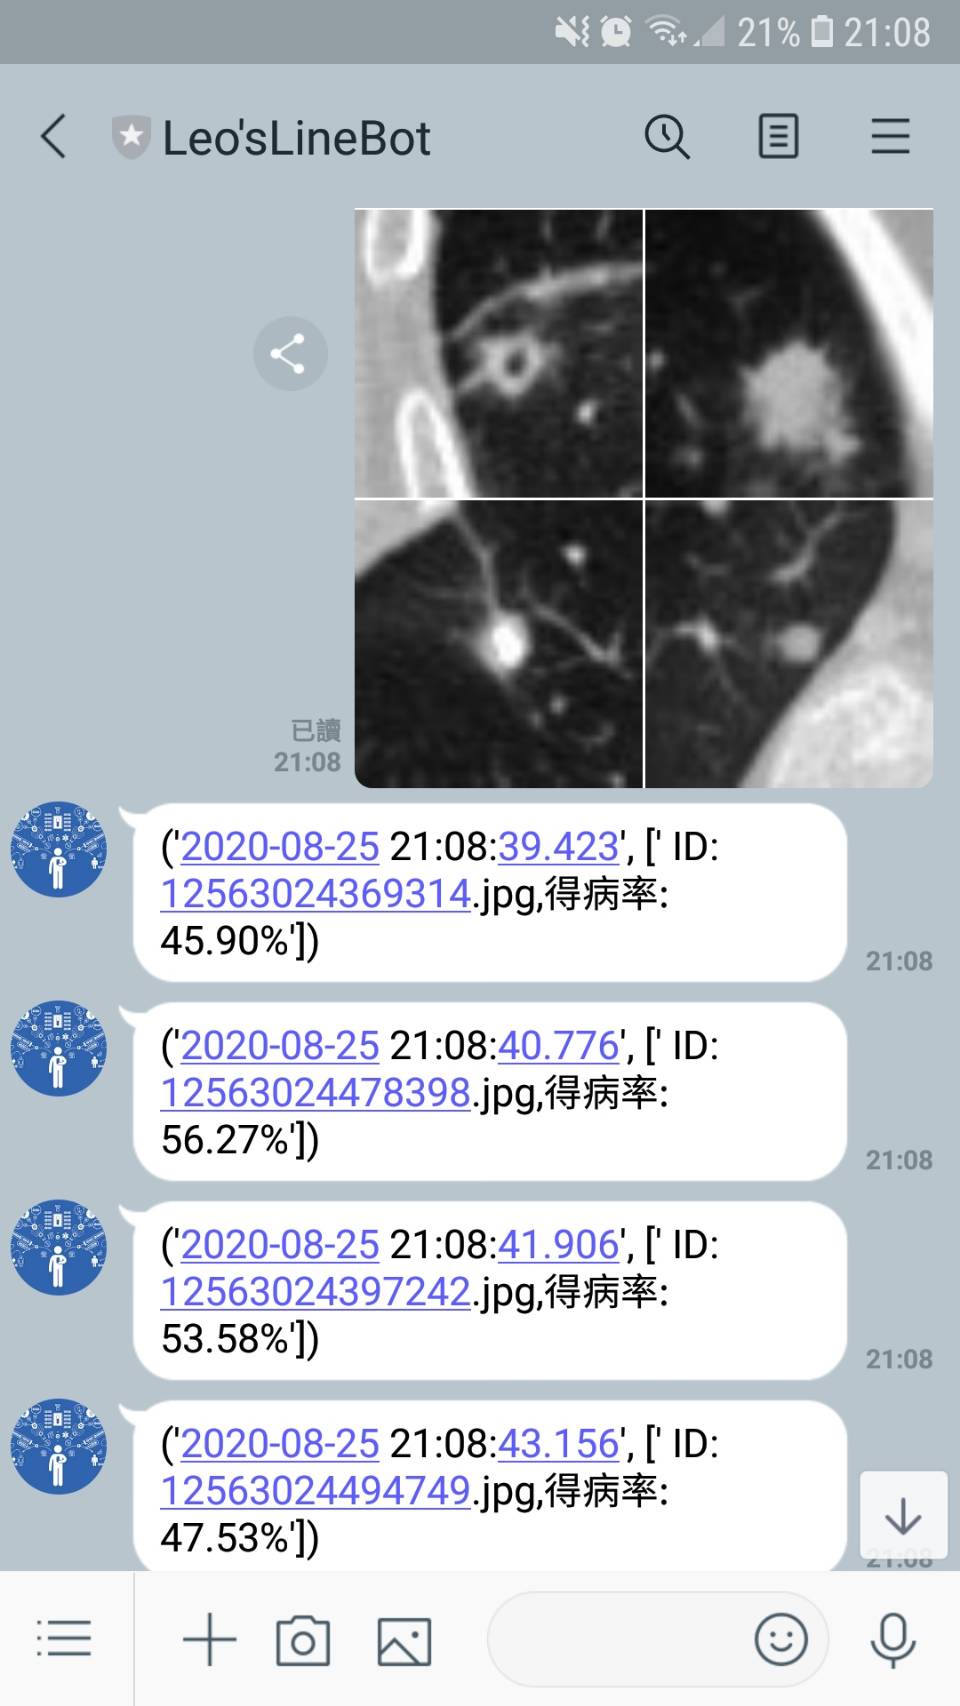 21% 21:08
Leo'sLineBot
已讀
21:08
('2020-08-25 21:08:39.423', [' ID:
12563024369314.jpg,得病率:
45.90%'])
21:08
('2020-08-25 21:08:40.776', [' ID:
12563024478398.jpg,得病率:
56.27%'])
21:08
('2020-08-25 21:08:41.906', [' ID:
12563024397242.jpg,得病率:
53.58%'])
21:08
('2020-08-25 21:08:43.156', [' ID:
12563024494749.jpg,得病率:
47.53%'])
21:08